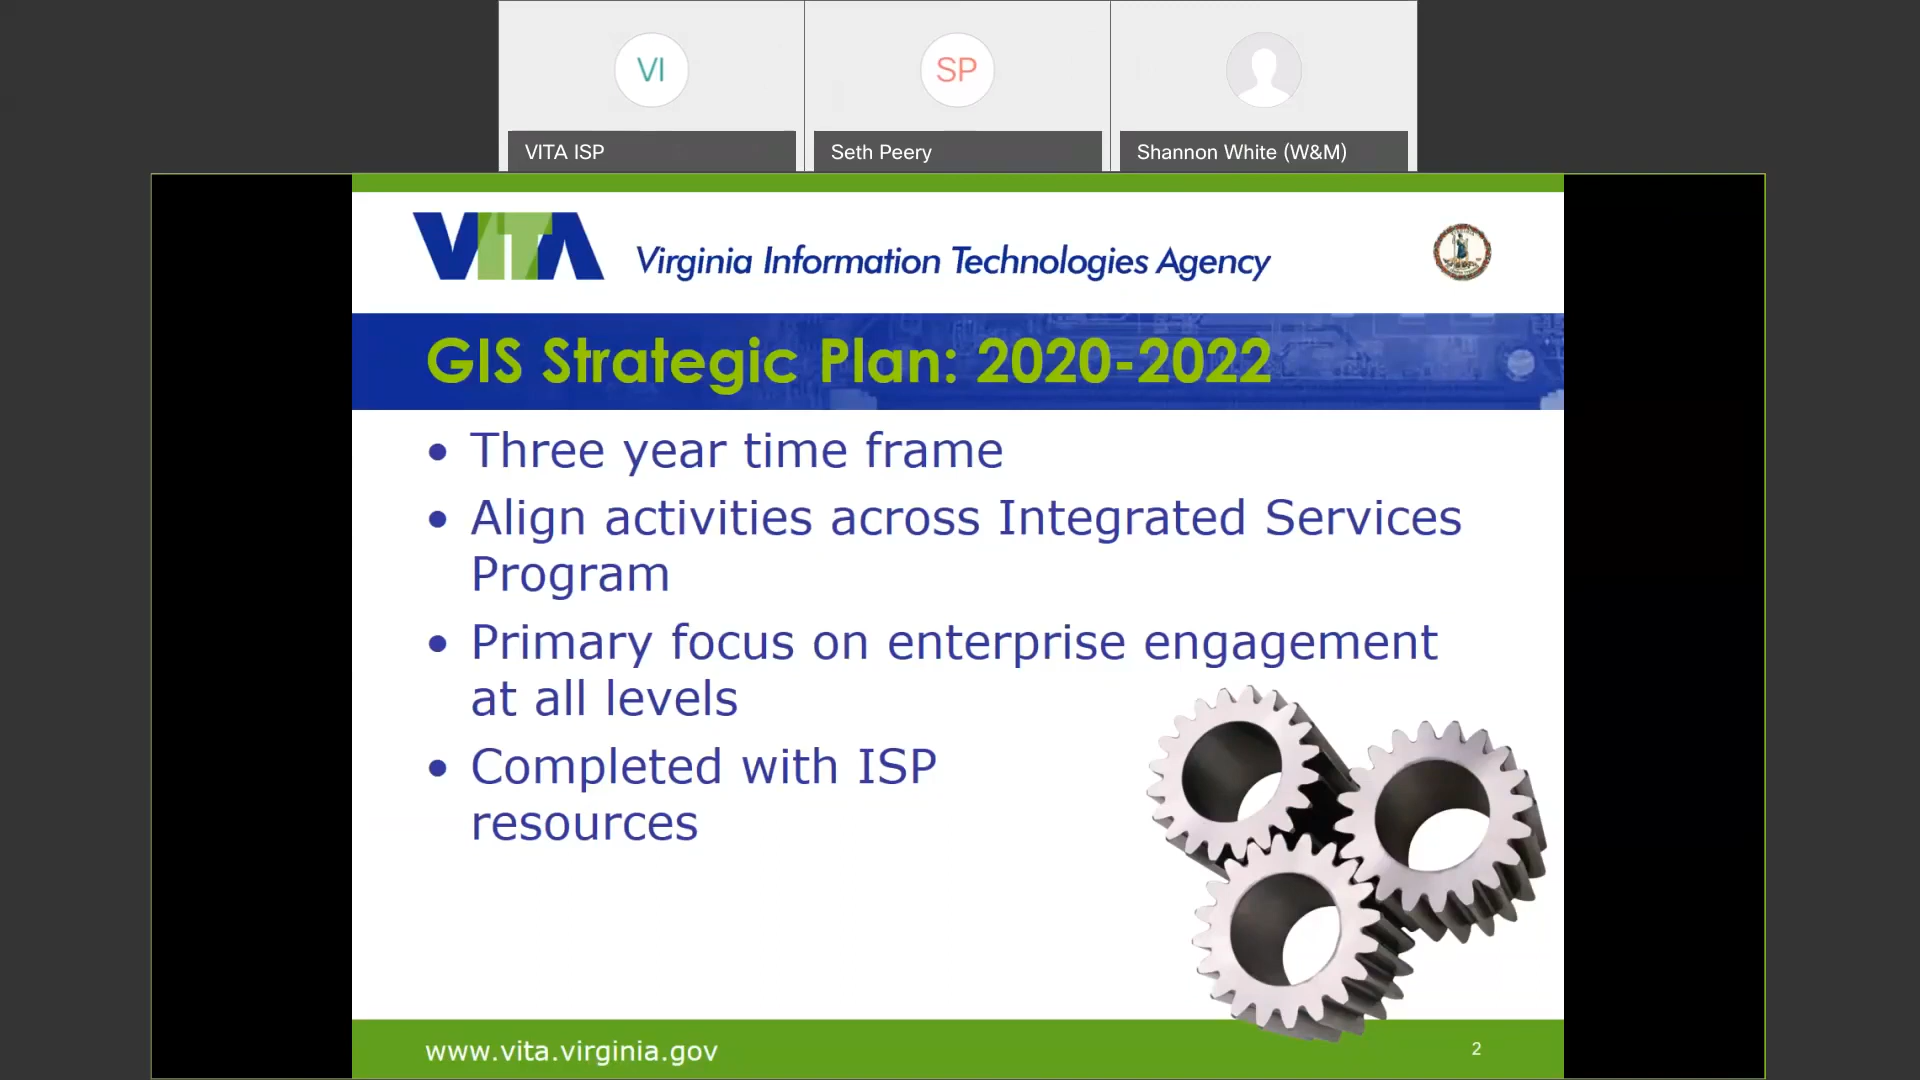 VI
SP
VITA ISP
Seth Peery
Shannon White (W&M)
VITA
Virginia Information Technologies Agency
GIS Strategic Plan: 2020-2022
• Three year time frame
• Align activities across Integrated Services
Program
• Primary focus on enterprise engagement
at all levels
• Completed with ISP
resources
www.vita.virginia.gov
2